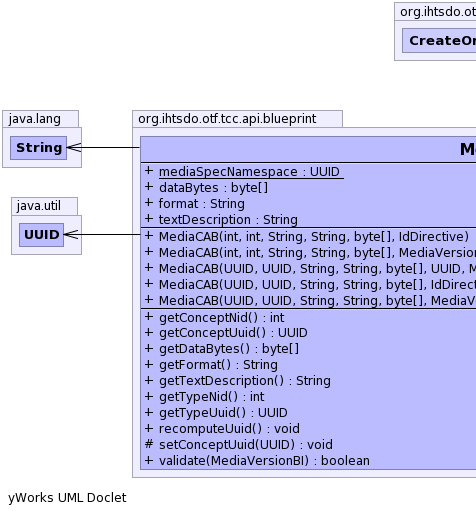 org.ihtsdo.ot
CreateOr
java.lang
String
org.ihtsdo.otf.tcc.api.blueprint
java.util
UUID
+ mediaSpecNamespace : UUID
+ dataBytes : byte[]
+ format : String
+ textDescription : String
+ MediaCAB(int, int, String, String, byte[], IdDirective)
+ MediaCAB(int, int, String, String, byte[], MediaVersion
+ MediaCAB(UUID, UUID, String, String, byte[], UUID, M
+ MediaCAB(UUID, UUID, String, String, byte[], IdDirect
+ MediaCAB(UUID, UUID, String, String, byte[], MediaV
+ getConceptNid() : int
+ getConceptUuid() : UUID
+ getDataBytes() : byte[]
+ getFormat() : String
+ getTextDescription() : String
+ getTypeNid() : int
+ getTypeUuid() : UUID
+ recomputeUuid() : void
# setConceptUuid(UUID) : void
+ validate(MediaVersionBI) : boolean
yWorks UML Doclet